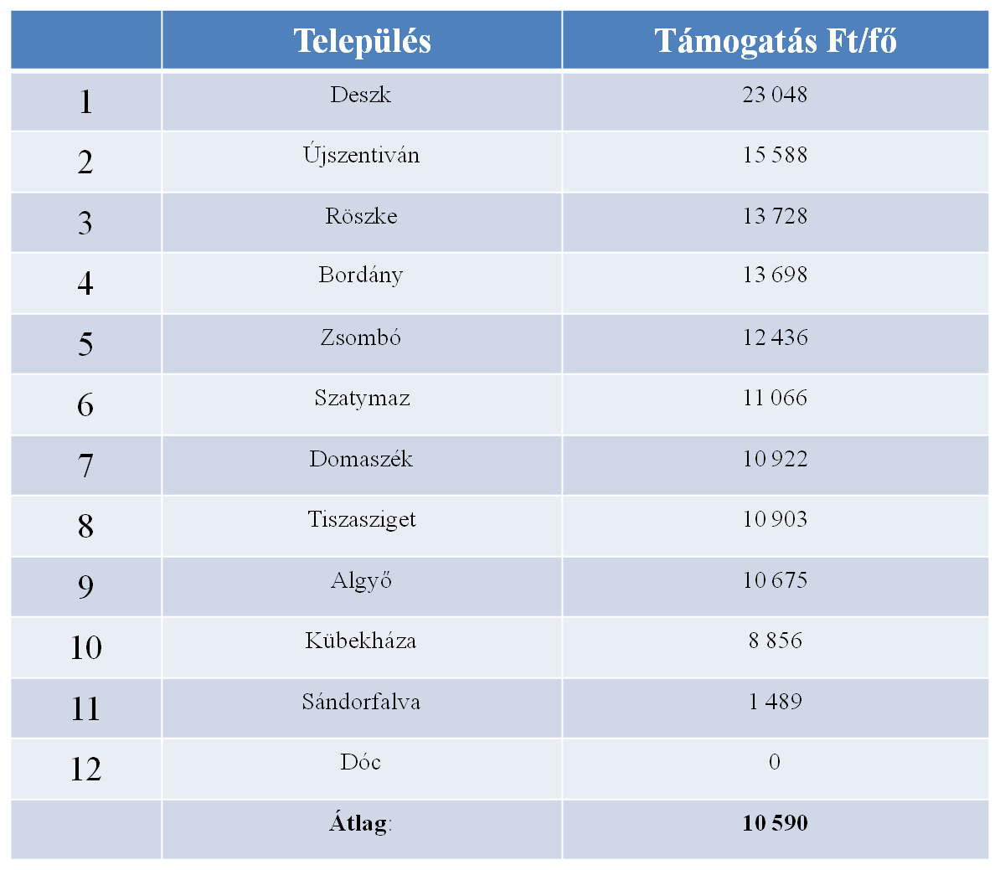 Település Támogatás Ft/fő
1 Deszk 23 048
2 Újszentiván 15 588
3 Röszke 13 728
4 Bordány 13 698
5 Zsombó 12 436
6 Szatymaz 11 066
7 Domaszék 10 922
8 Tiszasziget 10 903
9 Algyő 10 675
10 Kübekháza 8 856
11 Sándorfalva 1 489
12 Dóc 0
Átlag: 10 590